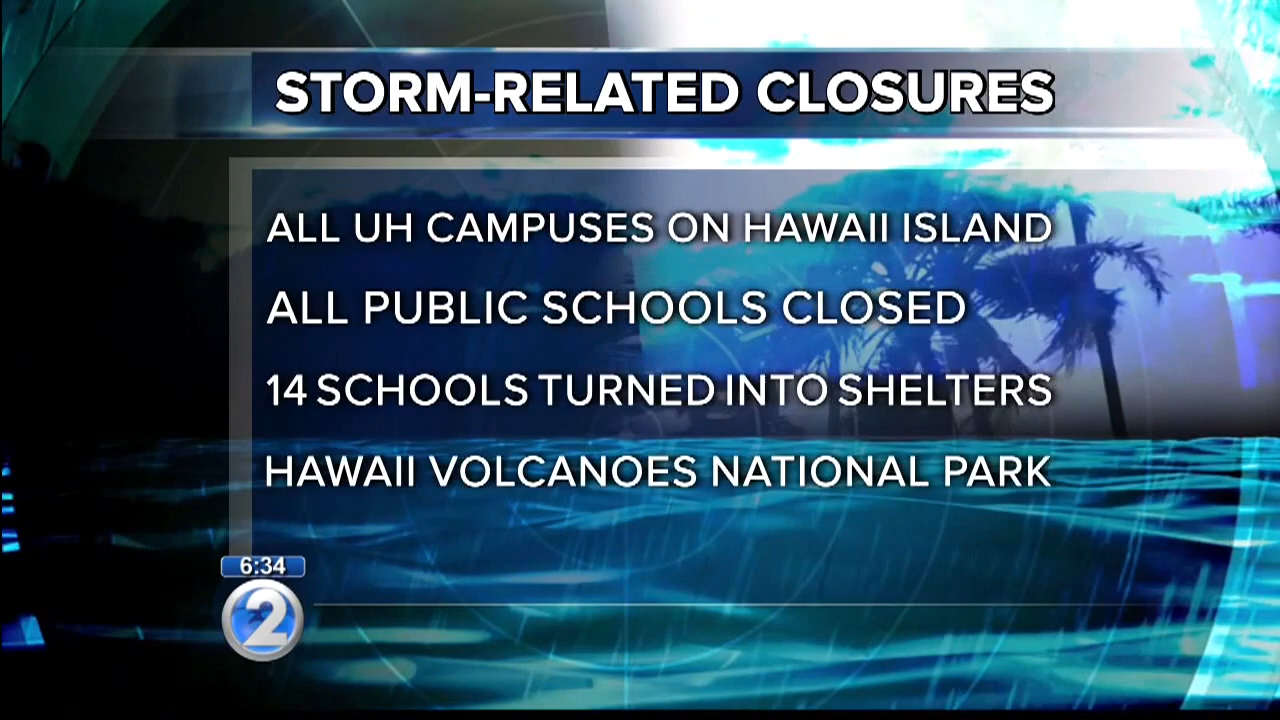 STORM-RELATED CLOSURES
ALL UH CAMPUSES ON HAWAII ISLAND
ALL PUBLIC SCHOOLS CLOSED
14 SCHOOLS TURNED INTO SHELTERS
HAWAII VOLCANOES NATIONAL PARK
6:34
2